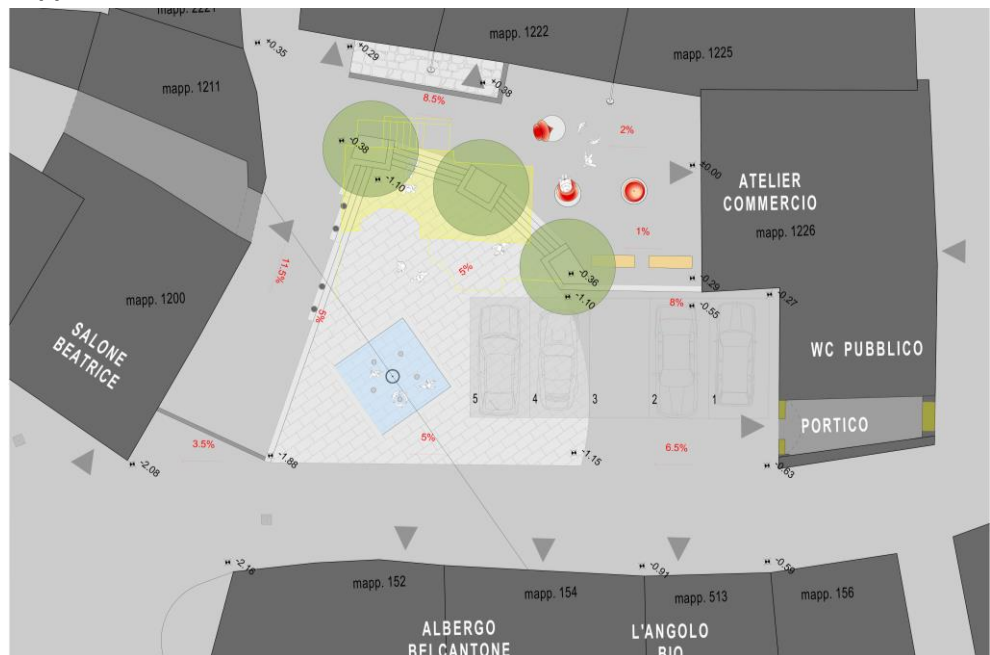 mapp. 2221
mapp. 1222
mapp. 1225
mapp. 1211
+0.35
+0.29
+0.38
8.5%
2%
-0.38
-1.10
±0.00
ATELIER
COMMERCIO
mapp. 1226
1%
11.5%
5%
-0.36
-1.10
-0.29
-0.27
8%
-0.55
mapp. 1200
SALONE
BEATRICE
5%
WC PUBBLICO
5
4
3
2
1
PORTICO
3.5%
5%
6.5%
-2.08
-1.88
-1.15
-0.63
-2.16
-0.91
-0.59
mapp. 152
mapp. 154
mapp. 513
mapp. 156
ALBERGO
BELCANTONE
L'ANGOLO
BIO